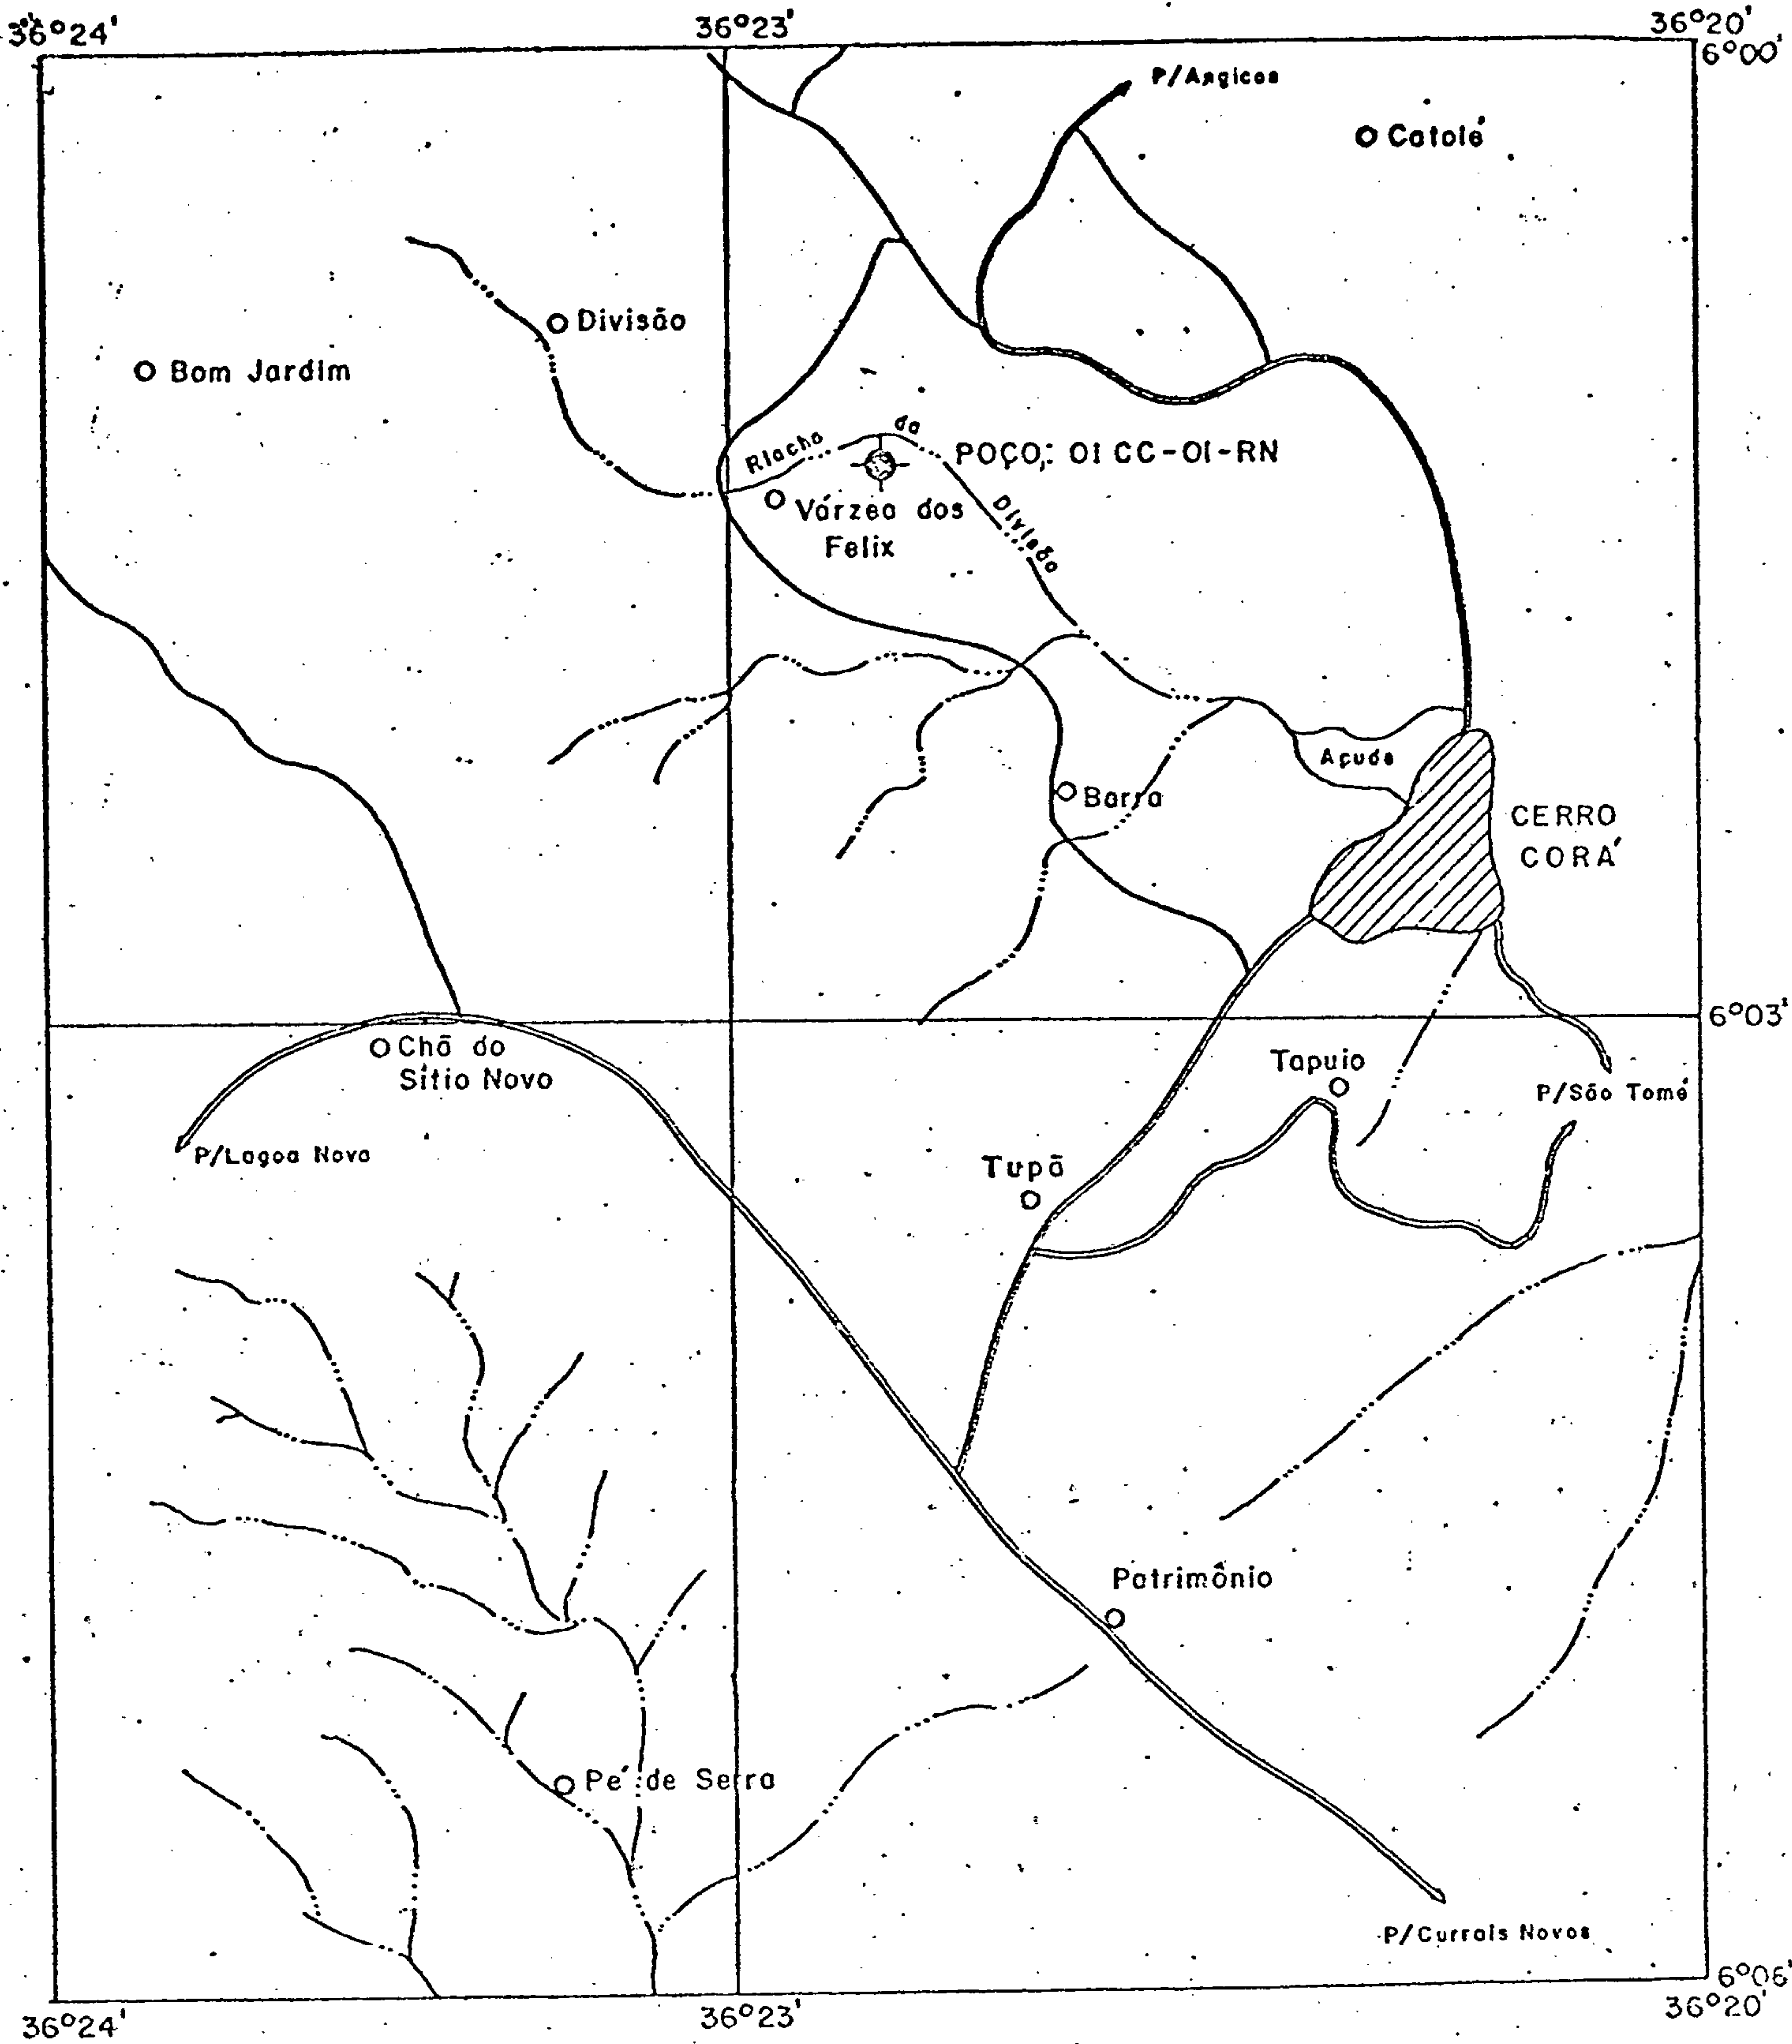 36°24'
36°23'
36°20'
6°00'
P/Angicos
Catolé
Divisão
Bom Jardim
Riacho da Divisão
POÇO: 01 CC-01-RN
Várzea dos
Felix
Açude
Barra
CERRO
CORÁ
6°03'
Chã do
Sítio Novo
Tapuio
P/São Tomé
P/Lagoa Nova
Tupã
Patrimônio
Pé de Serra
P/Currais Novos
6°06'
36°24'
36°23'
36°20'